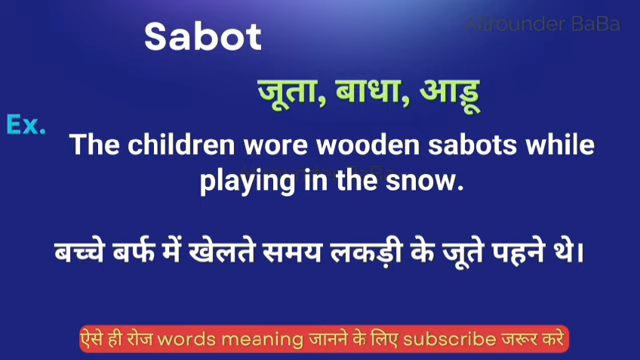 Allrounder BaBa
Sabot
जूता, बाधा, आड़ू
Ex.
The children wore wooden sabots while
playing in the snow.
बच्चे बर्फ में खेलते समय लकड़ी के जूते पहने थे।
ऐसे ही रोज words meaning जानने के लिए subscribe जरूर करे